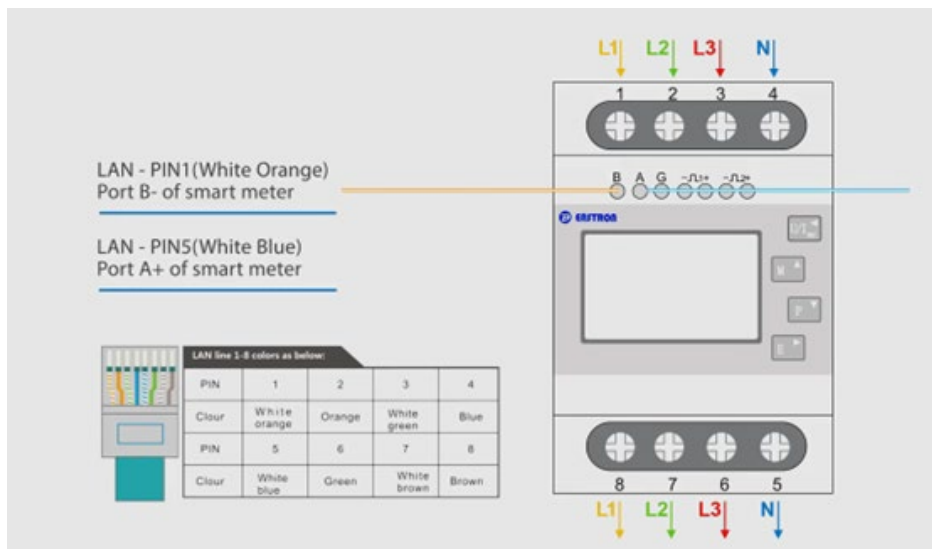 L1 L2 L3 N
1 2 3 4
LAN - PIN1(White Orange)
Port B- of smart meter
B A G
EASTRON
LAN - PIN5(White Blue)
Port A+ of smart meter
M
P
E
LAN line 1-8 colors as below:
PIN 1 2 3 4
Clour White orange Orange White green Blue
PIN 5 6 7 8
Clour White blue Green White brown Brown
8 7 6 5
L1 L2 L3 N